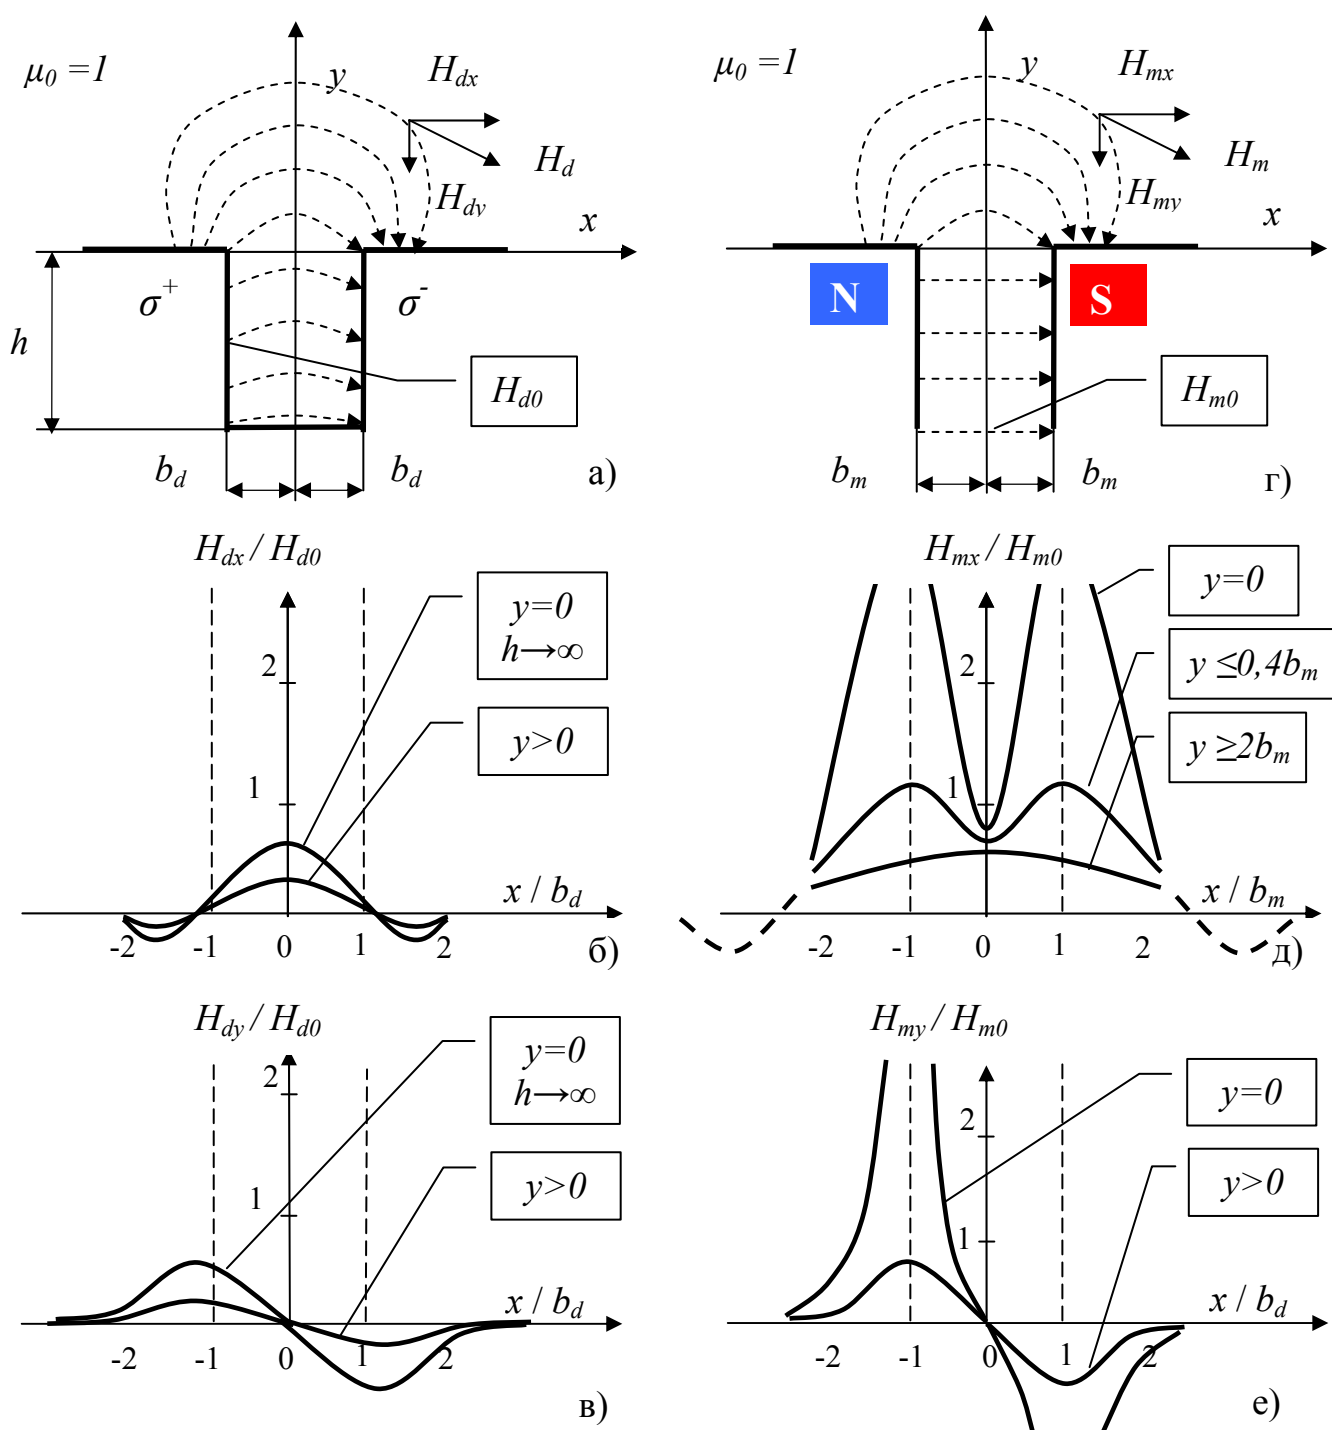 μ0 =1
y
Hdx
Hd
Hdy
x
σ+
σ-
h
Hd0
bd
bd
а)
μ0 =1
y
Hmx
Hm
Hmy
x
N
S
Hm0
bm
bm
г)
Hdx / Hd0
y=0
h→∞
2
y>0
1
x / bd
-2
-1
0
1
2
б)
Hmx / Hm0
y=0
2
y ≤0,4bm
y ≥2bm
1
x / bm
-2
-1
0
1
2
д)
Hdy / Hd0
y=0
h→∞
2
y>0
1
x / bd
-2
-1
0
1
2
в)
Hmy / Hm0
y=0
2
y>0
1
x / bd
-2
-1
0
1
2
е)